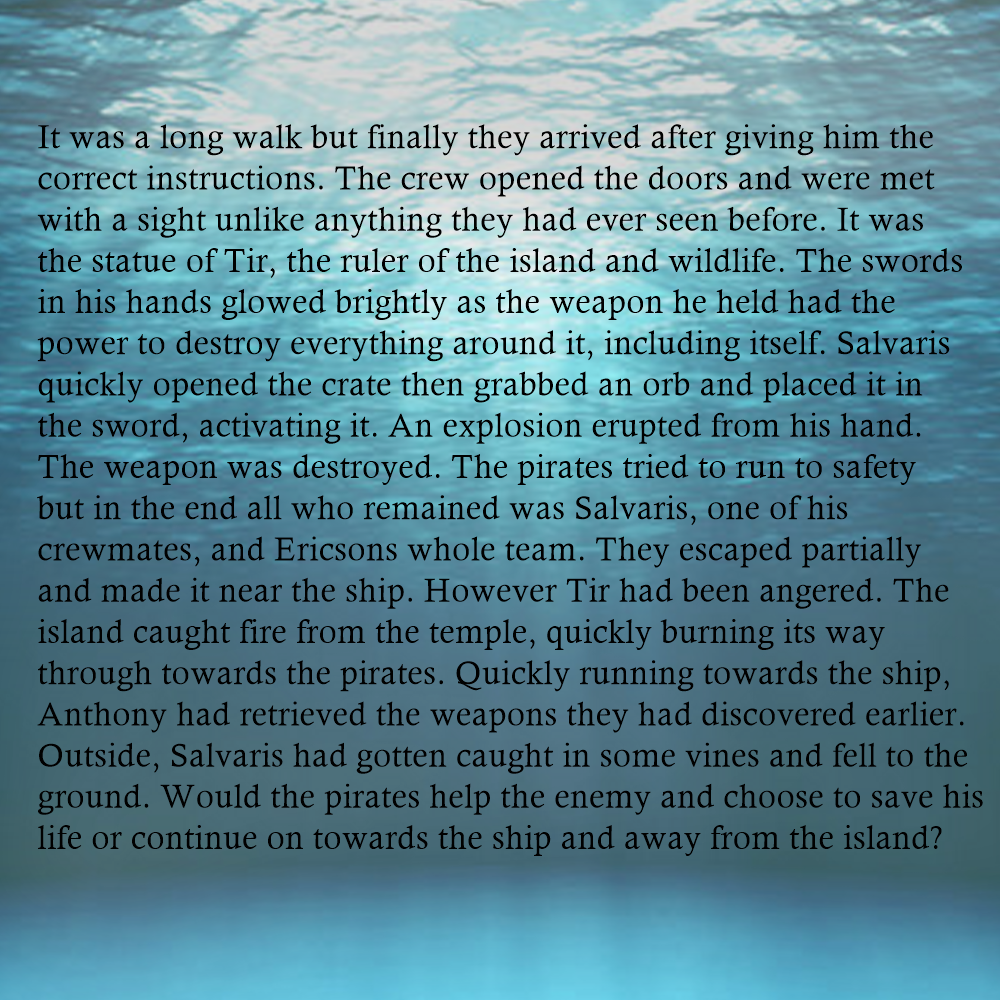 It was a long walk but finally they arrived after giving him the
correct instructions. The crew opened the doors and were met
with a sight unlike anything they had ever seen before. It was
the statue of Tir, the ruler of the island and wildlife. The swords
in his hands glowed brightly as the weapon he held had the
power to destroy everything around it, including itself. Salvaris
quickly opened the crate then grabbed an orb and placed it in
the sword, activating it. An explosion erupted from his hand.
The weapon was destroyed. The pirates tried to run to safety
but in the end all who remained was Salvaris, one of his
crewmates, and Ericsons whole team. They escaped partially
and made it near the ship. However Tir had been angered. The
island caught fire from the temple, quickly burning its way
through towards the pirates. Quickly running towards the ship,
Anthony had retrieved the weapons they had discovered earlier.
Outside, Salvaris had gotten caught in some vines and fell to the
ground. Would the pirates help the enemy and choose to save his
life or continue on towards the ship and away from the island?